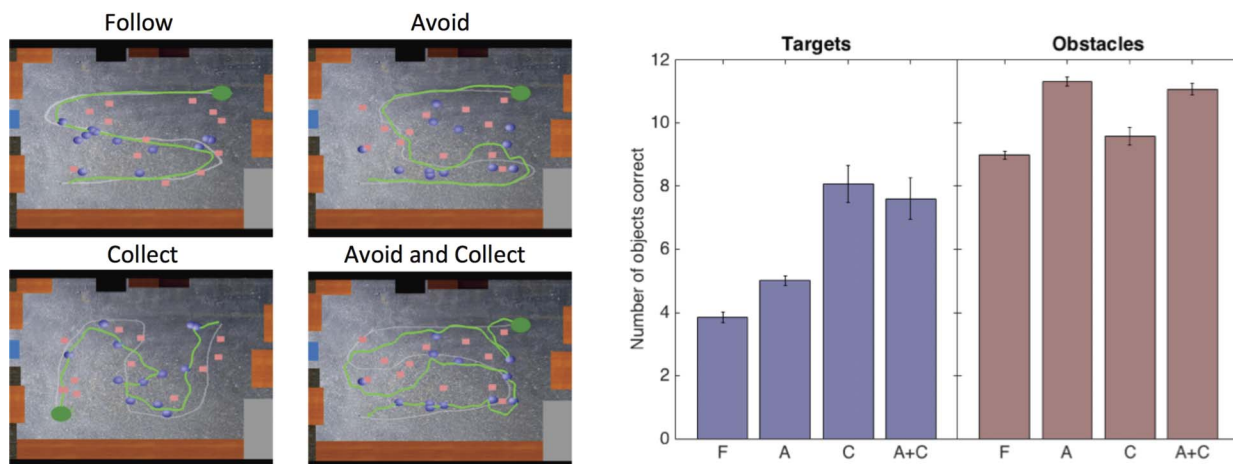 Follow
Avoid
Collect
Avoid and Collect
Targets
Obstacles
Number of objects correct
12
10
8
6
4
2
0
F A C A+C F A C A+C